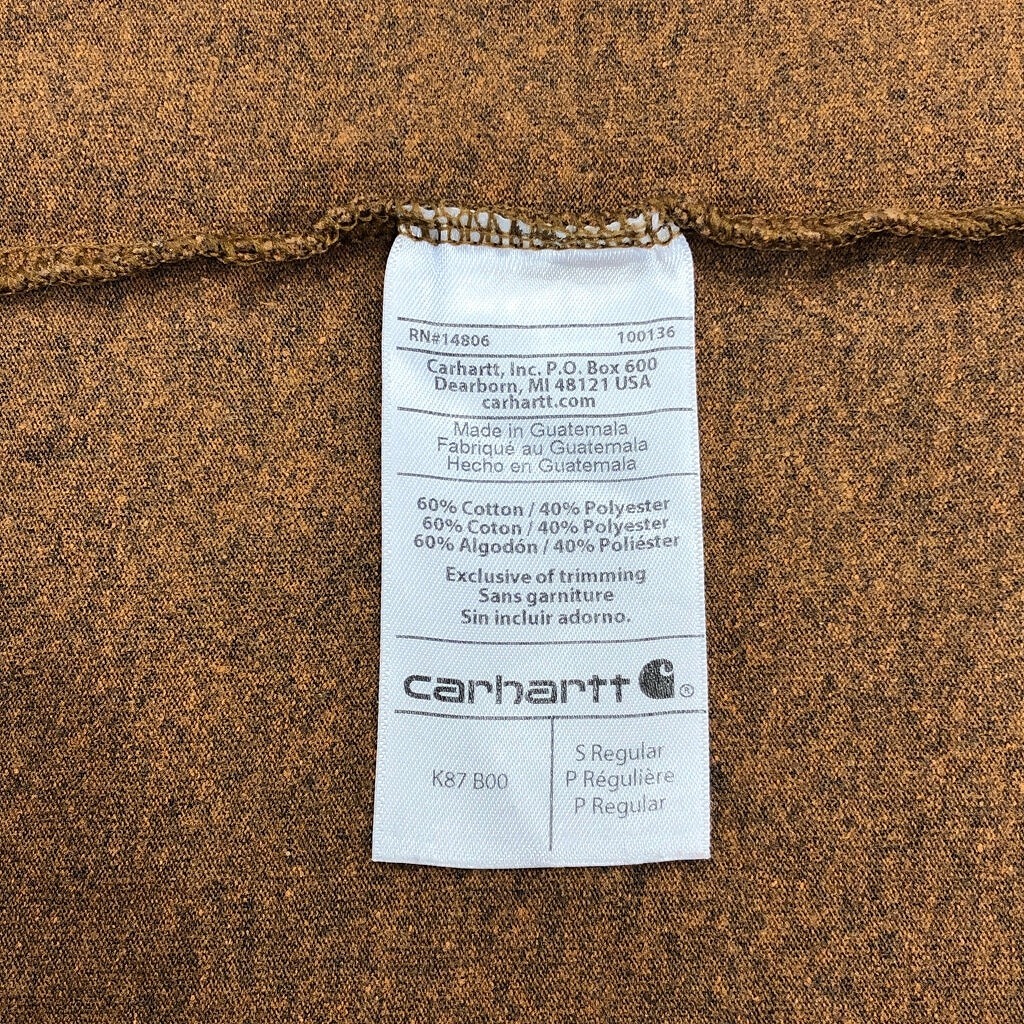 RN#14806 100136
Carhartt, Inc. P.O. Box 600
Dearborn, MI 48121 USA
carhartt.com
Made in Guatemala
Fabriqué au Guatemala
Hecho en Guatemala
60% Cotton / 40% Polyester
60% Coton / 40% Polyester
60% Algodón / 40% Poliéster
Exclusive of trimming
Sans garniture
Sin incluir adorno.
carhartt ®
K87 B00
S Regular
P Régulière
P Regular